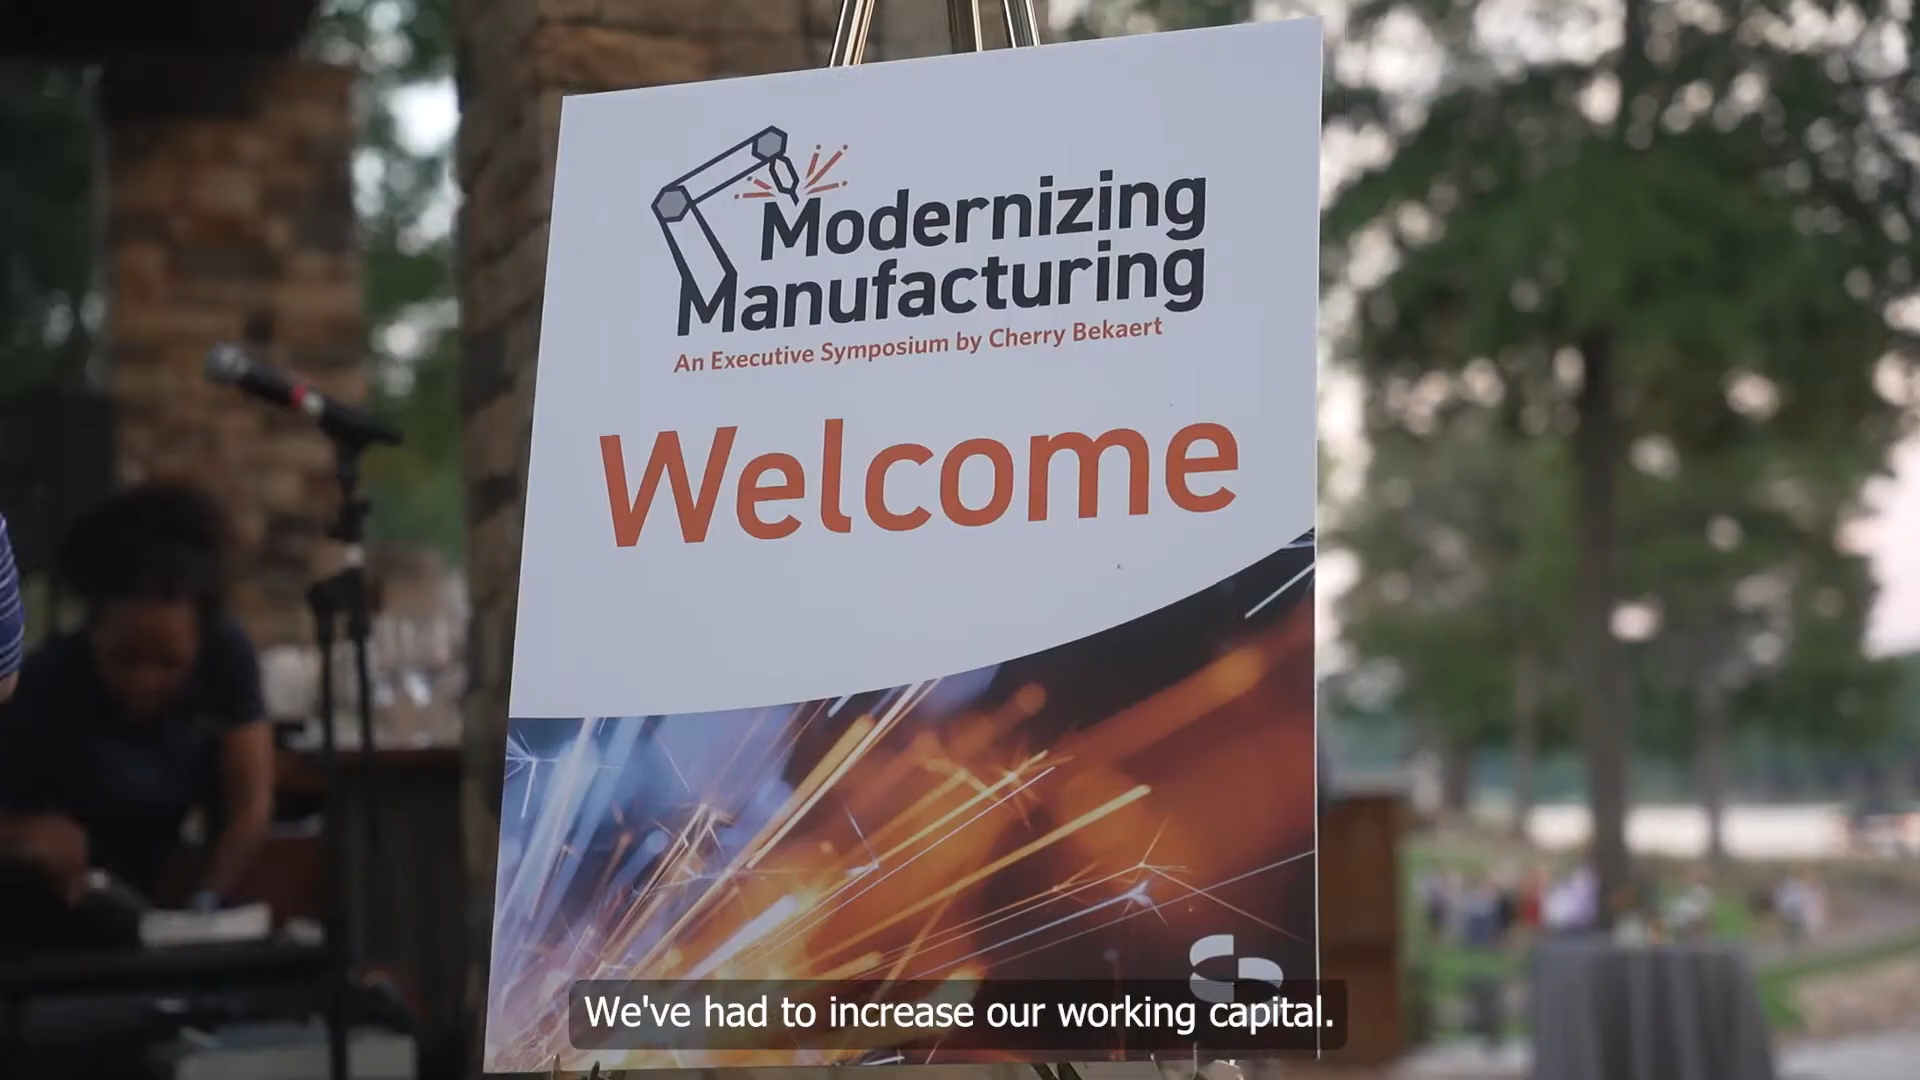 Modernizing
Manufacturing
An Executive Symposium by Cherry Bekaert
Welcome
We've had to increase our working capital.